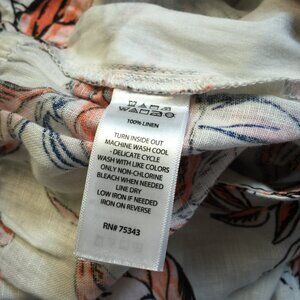 100% LINEN
TURN INSIDE OUT
MACHINE WASH COOL
- DELICATE CYCLE
WASH WITH LIKE COLORS
ONLY NON-CHLORINE
BLEACH WHEN NEEDED
LINE DRY
LOW IRON IF NEEDED
IRON ON REVERSE
RN# 75343